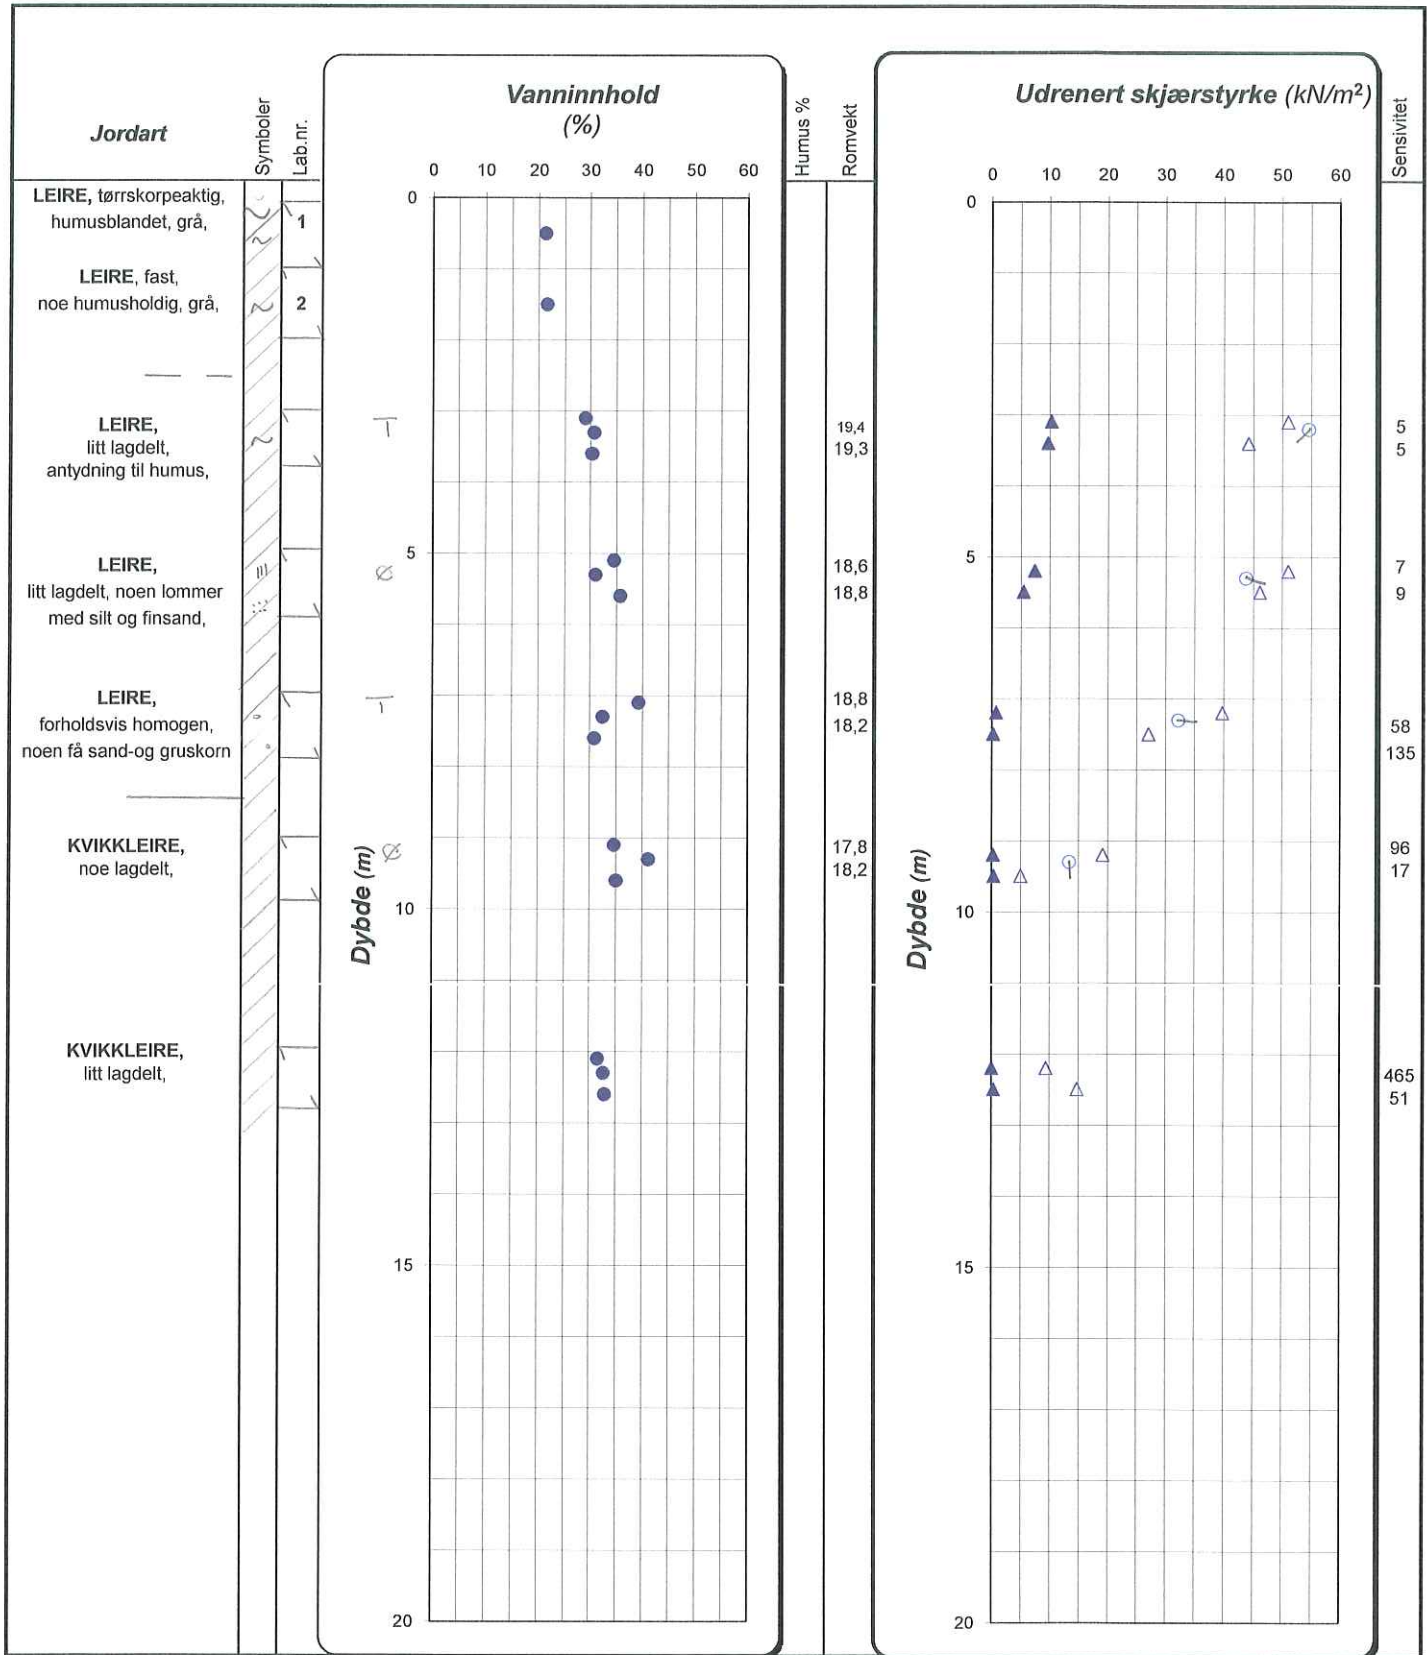 Jordart
Symboler
Lab.nr.
Vanninnhold
(%)
Humus %
Romvekt
Udrenert skjærstyrke (kN/m²)
Sensivitet
0 10 20 30 40 50 60
0 10 20 30 40 50 60
LEIRE, tørrskorpeaktig,
humusblandet, grå,
1
LEIRE, fast,
noe humusholdig, grå,
2
LEIRE,
litt lagdelt,
antydning til humus,
LEIRE,
litt lagdelt, noen lommer
med silt og finsand,
LEIRE,
forholdsvis homogen,
noen få sand-og gruskorn
KVIKKLEIRE,
noe lagdelt,
KVIKKLEIRE,
litt lagdelt,
Dybde (m)
0
5
10
15
20
T
T
19,4
19,3
18,6
18,8
18,8
18,2
17,8
18,2
Dybde (m)
0
5
10
15
20
5
5
7
9
58
135
96
17
465
51